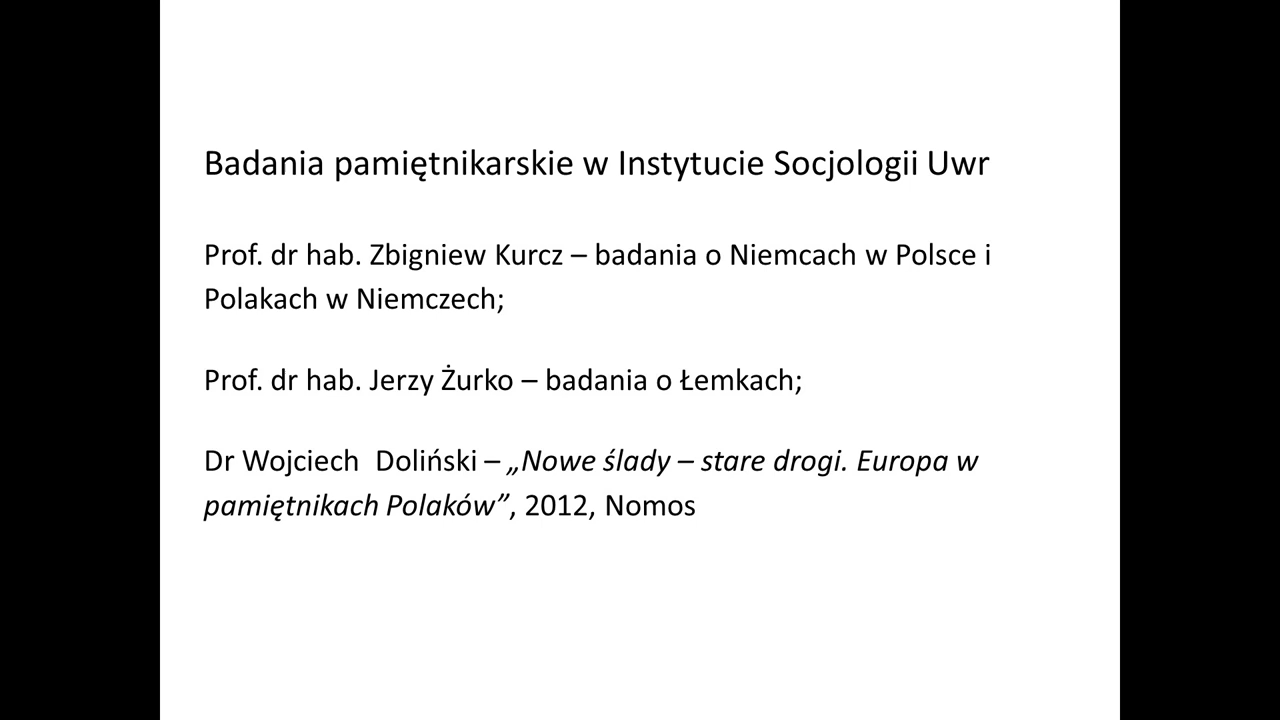 Badania pamiętnikarskie w Instytucie Socjologii Uwr
Prof. dr hab. Zbigniew Kurcz – badania o Niemcach w Polsce i
Polakach w Niemczech;
Prof. dr hab. Jerzy Żurko – badania o Łemkach;
Dr Wojciech  Doliński – „Nowe ślady – stare drogi. Europa w
pamiętnikach Polaków”, 2012, Nomos